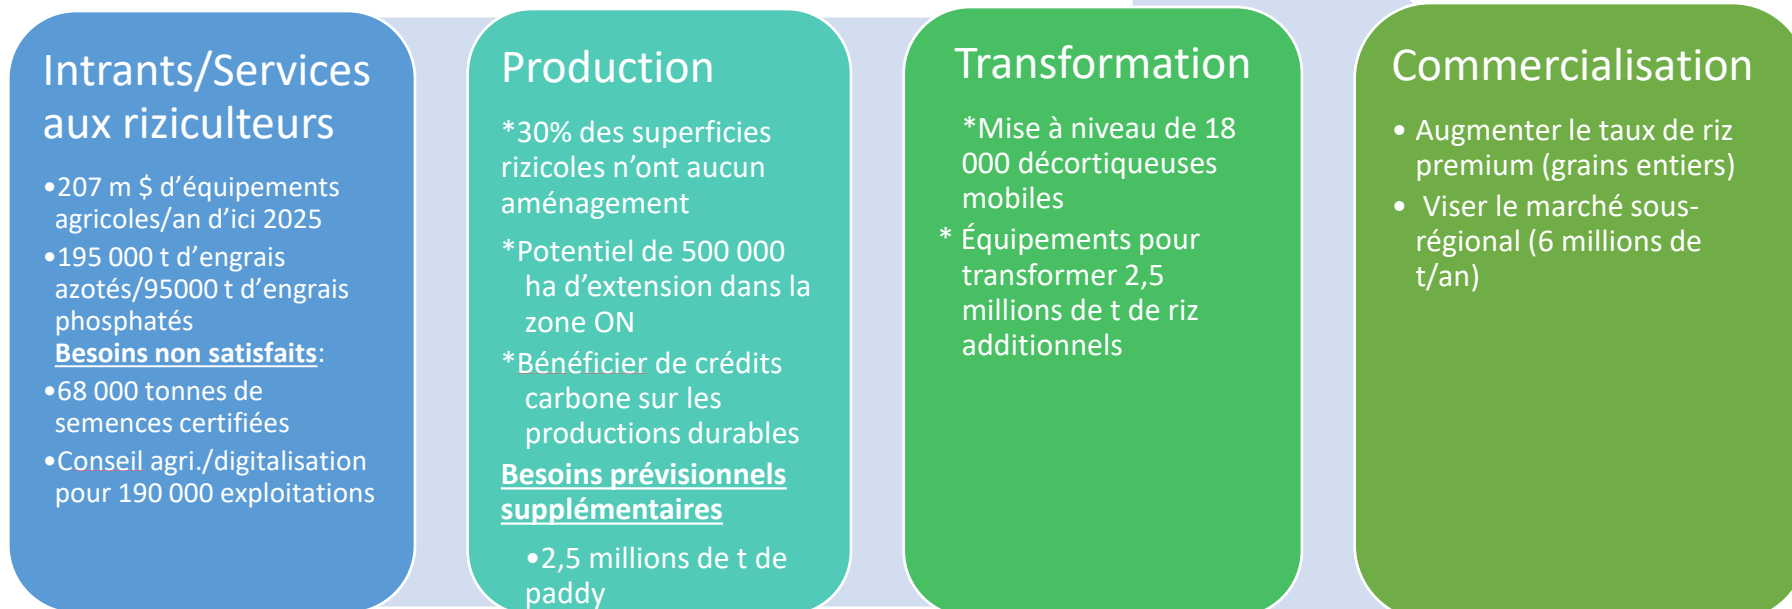 Intrants/Services
aux riziculteurs
•207 m $ d’équipements
agricoles/an d’ici 2025
•195 000 t d’engrais
azotés/95000 t d’engrais
phosphatés
Besoins non satisfaits:
•68 000 tonnes de
semences certifiées
•Conseil agri./digitalisation
pour 190 000 exploitations
Production
*30% des superficies
rizicoles n’ont aucun
aménagement
*Potentiel de 500 000
ha d’extension dans la
zone ON
*Bénéficier de crédits
carbone sur les
productions durables
Besoins prévisionnels
supplémentaires
•2,5 millions de t de
paddy
Transformation
*Mise à niveau de 18
000 décortiqueuses
mobiles
* Équipements pour
transformer 2,5
millions de t de riz
additionnels
Commercialisation
• Augmenter le taux de riz
premium (grains entiers)
• Viser le marché sous-
régional (6 millions de
t/an)